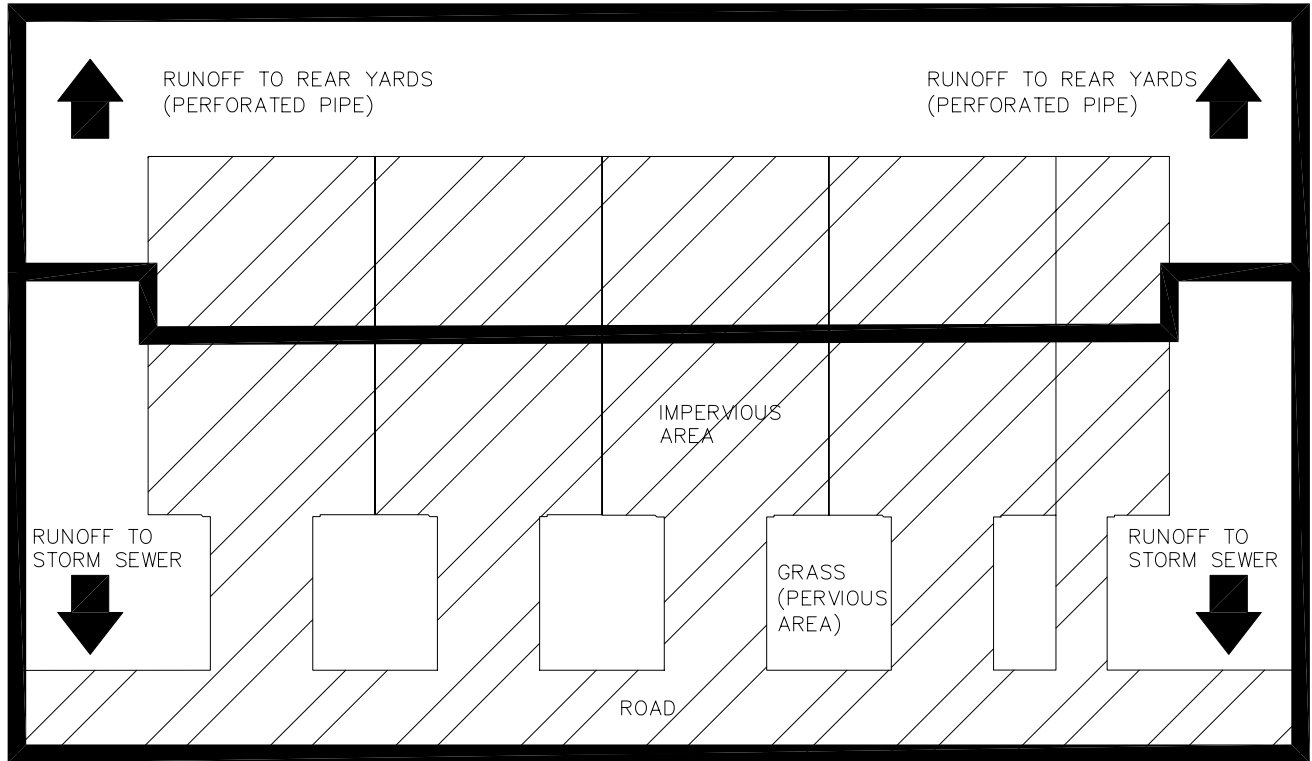 RUNOFF TO REAR YARDS
(PERFORATED PIPE)
RUNOFF TO REAR YARDS
(PERFORATED PIPE)
IMPERVIOUS
AREA
RUNOFF TO
STORM SEWER
RUNOFF TO
STORM SEWER
GRASS
(PERVIOUS
AREA)
ROAD